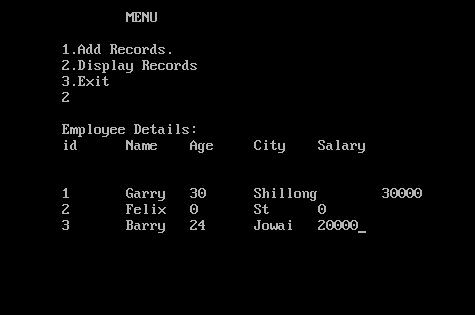 MENU
1.Add Records.
2.Display Records
3.Exit
2
Employee Details:
id Name Age City Salary
1 Garry 30 Shillong 30000
2 Felix 0 St 0
3 Barry 24 Jowai 20000_